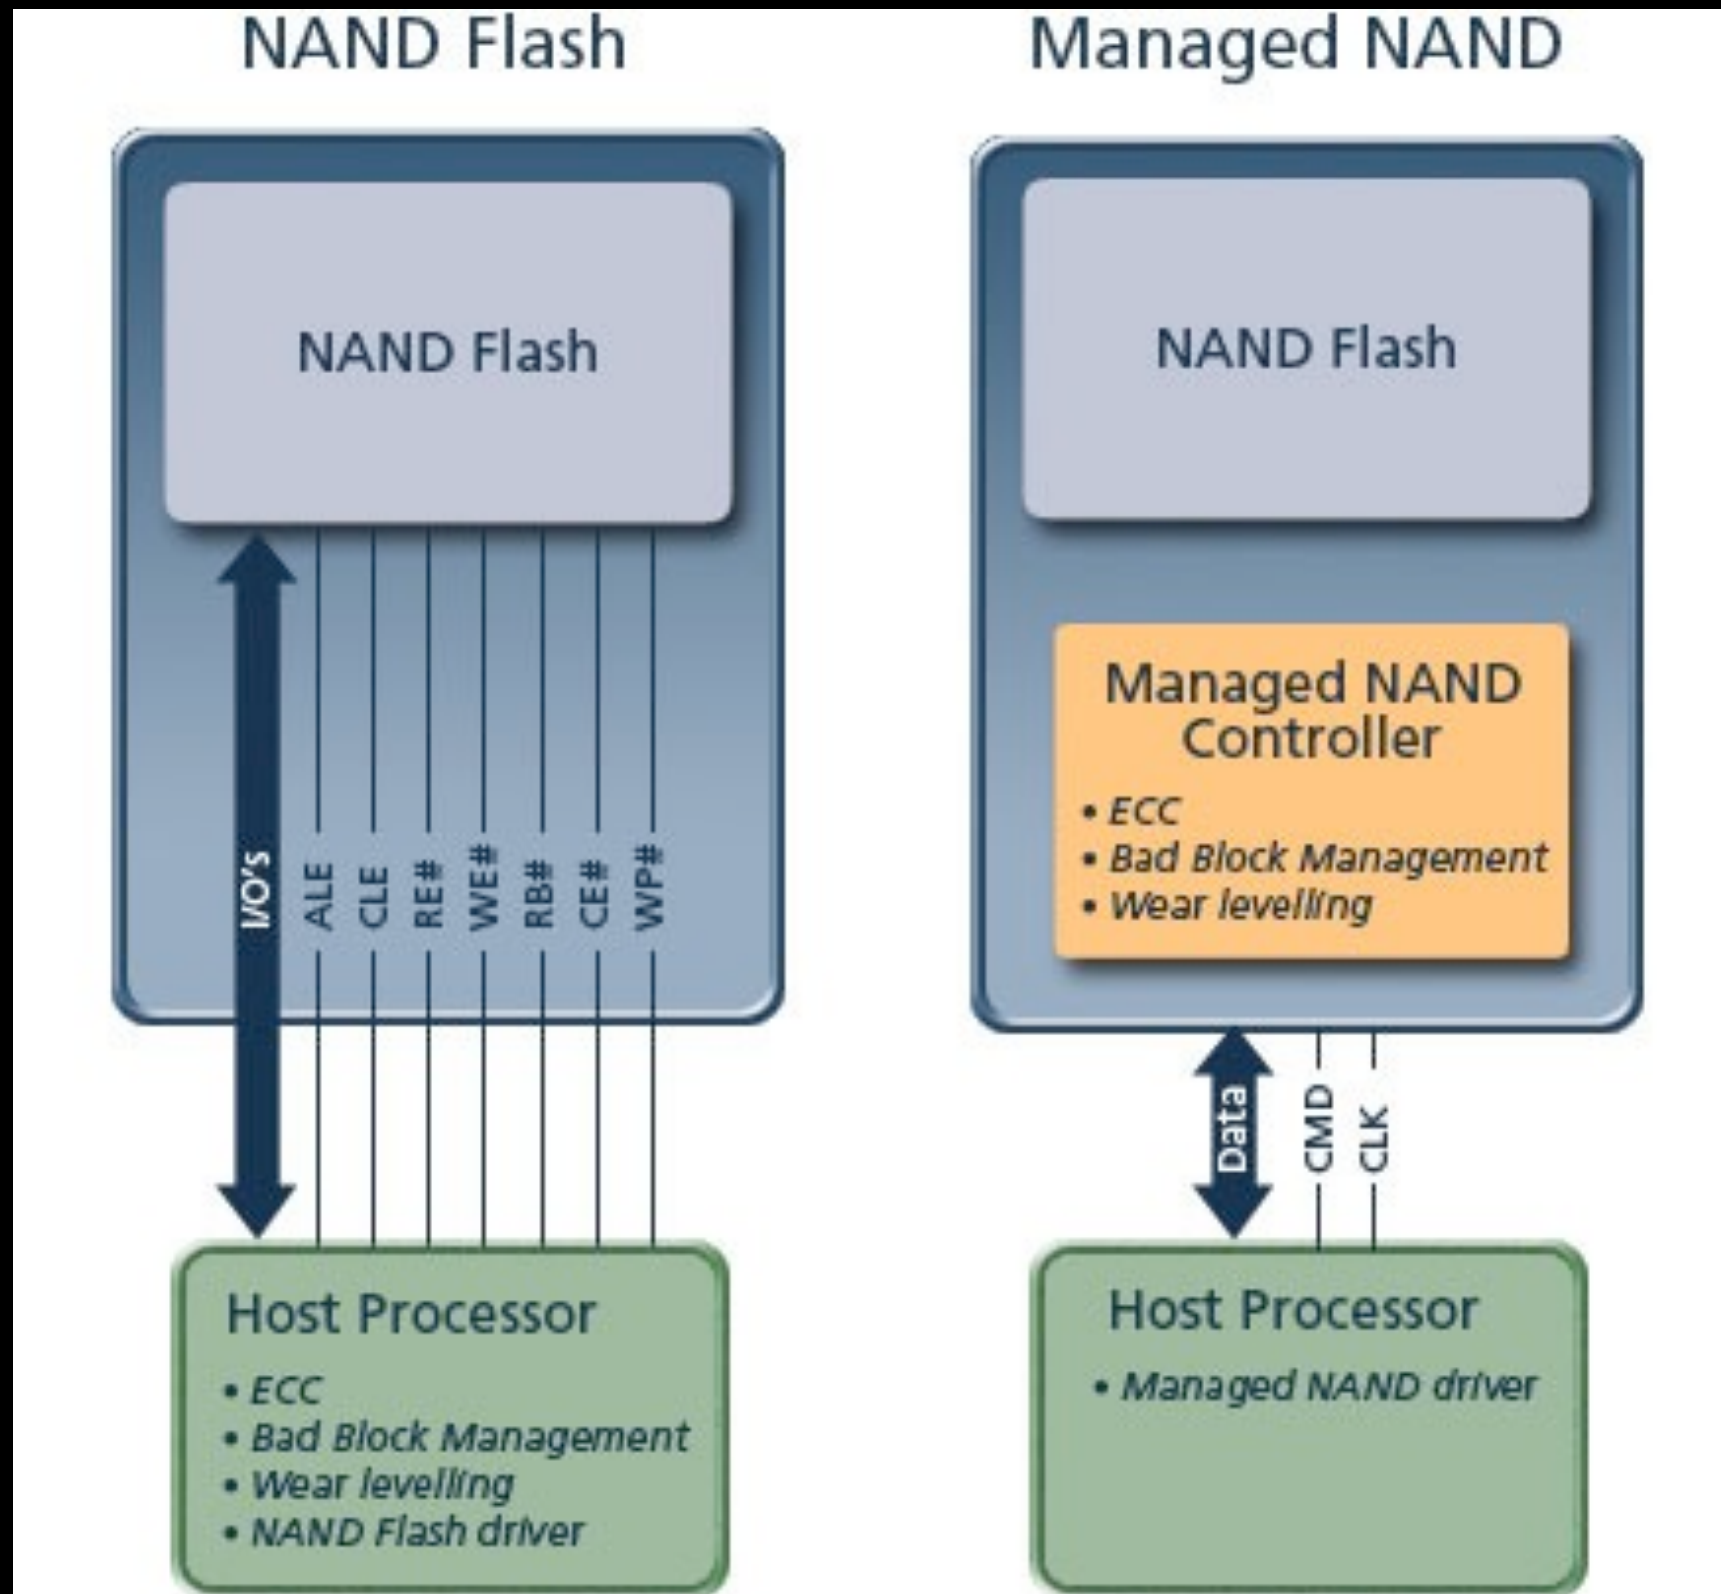 NAND Flash
NAND Flash
I/O's
ALE
CLE
RE#
WE#
RB#
CE#
WP#
Host Processor
• ECC
• Bad Block Management
• Wear levelling
• NAND Flash driver
Managed NAND
NAND Flash
Managed NAND
Controller
• ECC
• Bad Block Management
• Wear levelling
Data
CMD
CLK
Host Processor
• Managed NAND driver